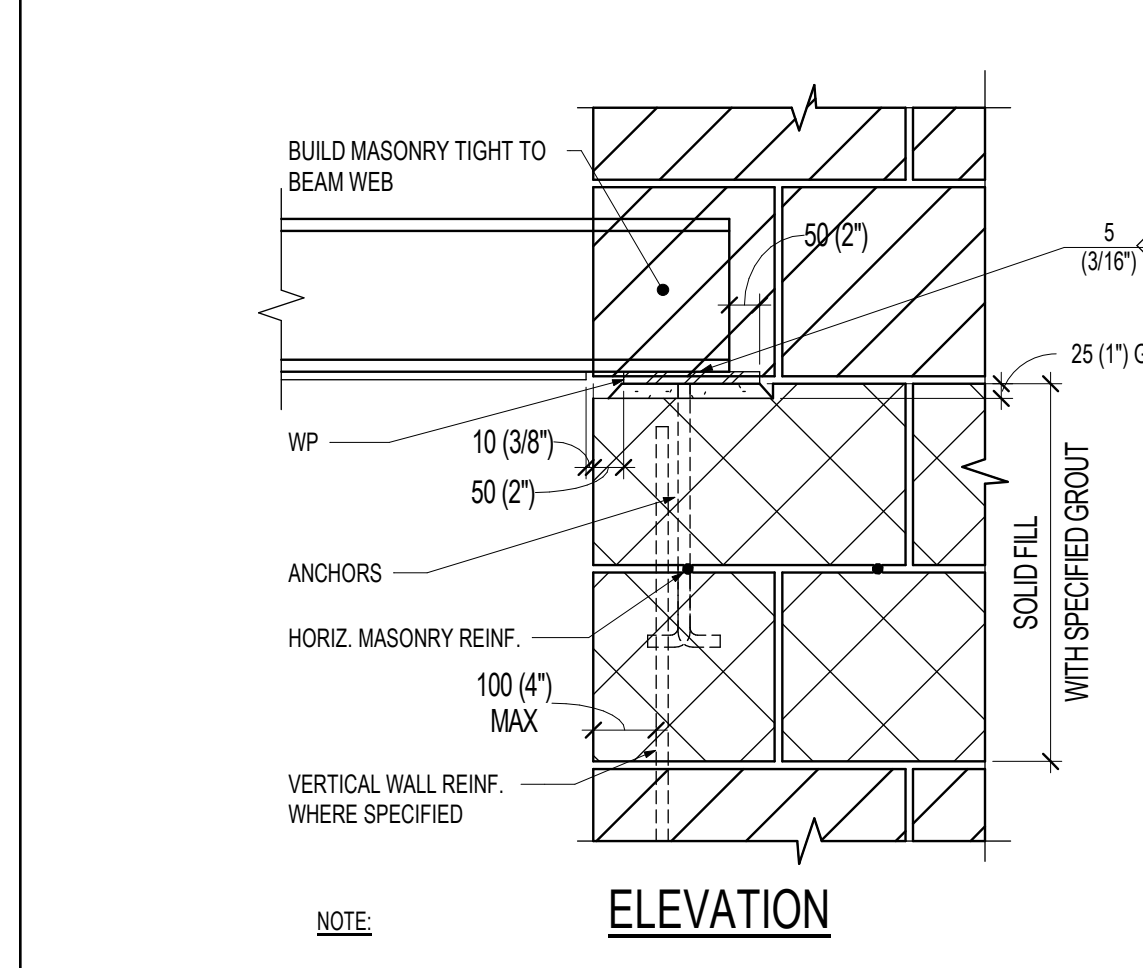 BUILD MASONRY TIGHT TO
BEAM WEB
50 (2")
5
(3/16")
25 (1") G
WP
10 (3/8")
50 (2")
ANCHORS
HORIZ. MASONRY REINF.
100 (4")
MAX
VERTICAL WALL REINF.
WHERE SPECIFIED
SOLID FILL
WITH SPECIFIED GROUT
NOTE:
ELEVATION